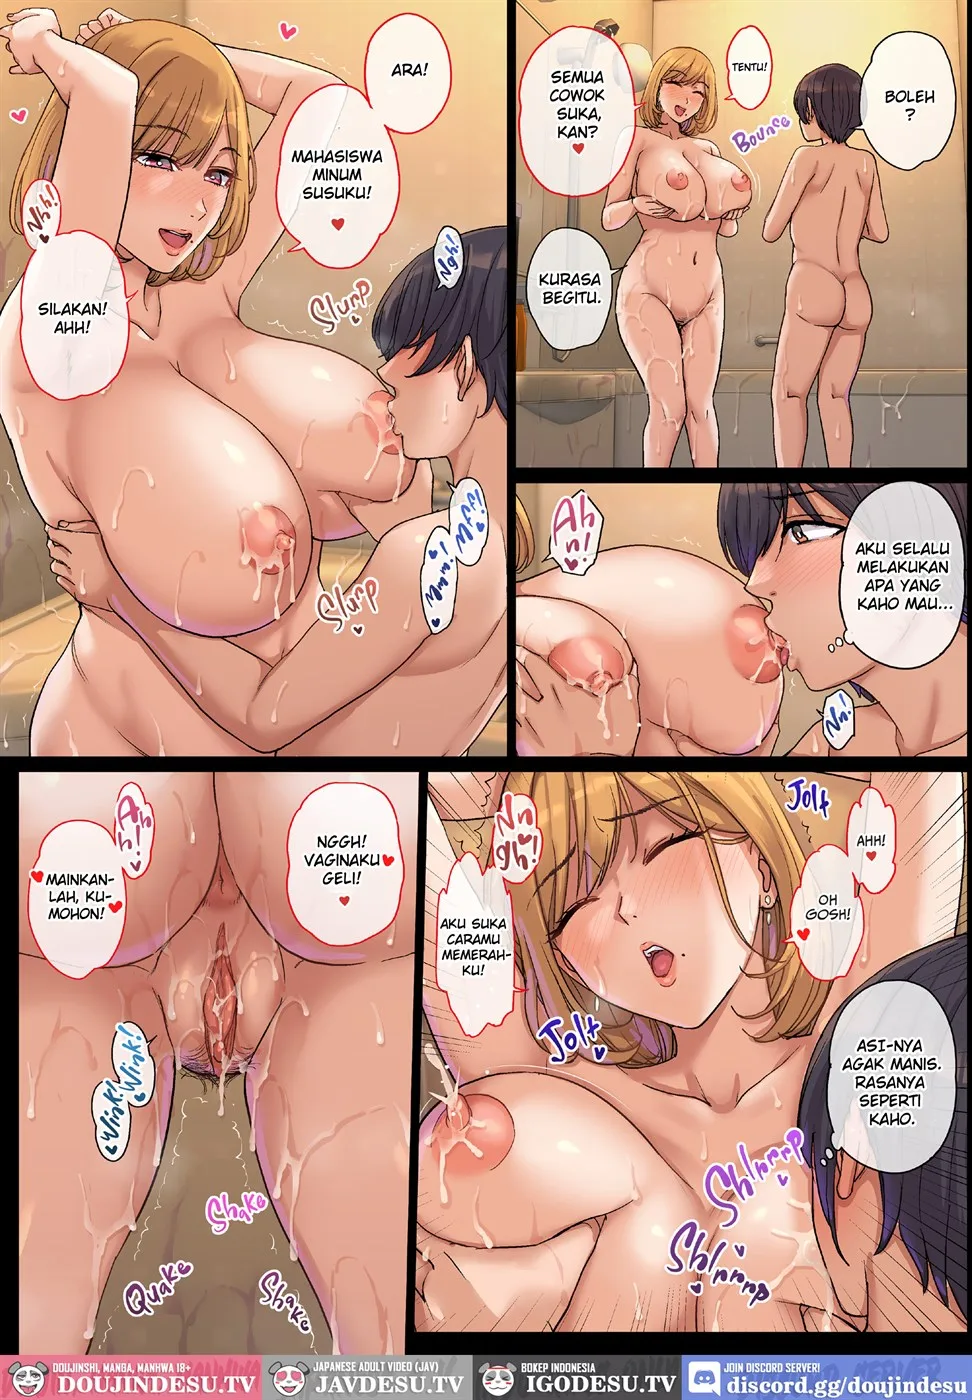 ARA!
MAHASISWA
MINUM
SUSUKU!
Nh!
SILAKAN!
AHH!
Slurp
Ngh!
Slurp
SEMUA
COWOK
SUKA,
KAN?
TENTU!
BOLEH
?
Bounce
KURASA
BEGITU.
Ah
n!
AKU SELALU
MELAKUKAN
APA YANG
KAHO MAU...
Nn!
MAINKAN-
LAH, KU-
MOHON!
Ah
h!
NGGH!
VAGINAKU
GELI!
Wink!
Wink!
Shake
Quake
Shake
Nn
gh!
Jolt
AHH!
OH
GOSH!
AKU SUKA
CARAMU
MEMERAH-
KU!
Jolt
ASI-NYA
AGAK MANIS.
RASANYA
SEPERTI
KAHO.
Shlrrrp
Shlrrrp
DOUJINSHI, MANGA, MANHWA 18+
DOUJINDESU.TV
JAPANESE ADULT VIDEO (JAV)
JAVDESU.TV
BOKEP INDONESIA
IGODESU.TV
JOIN DISCORD SERVER!
discord.gg/doujindesu